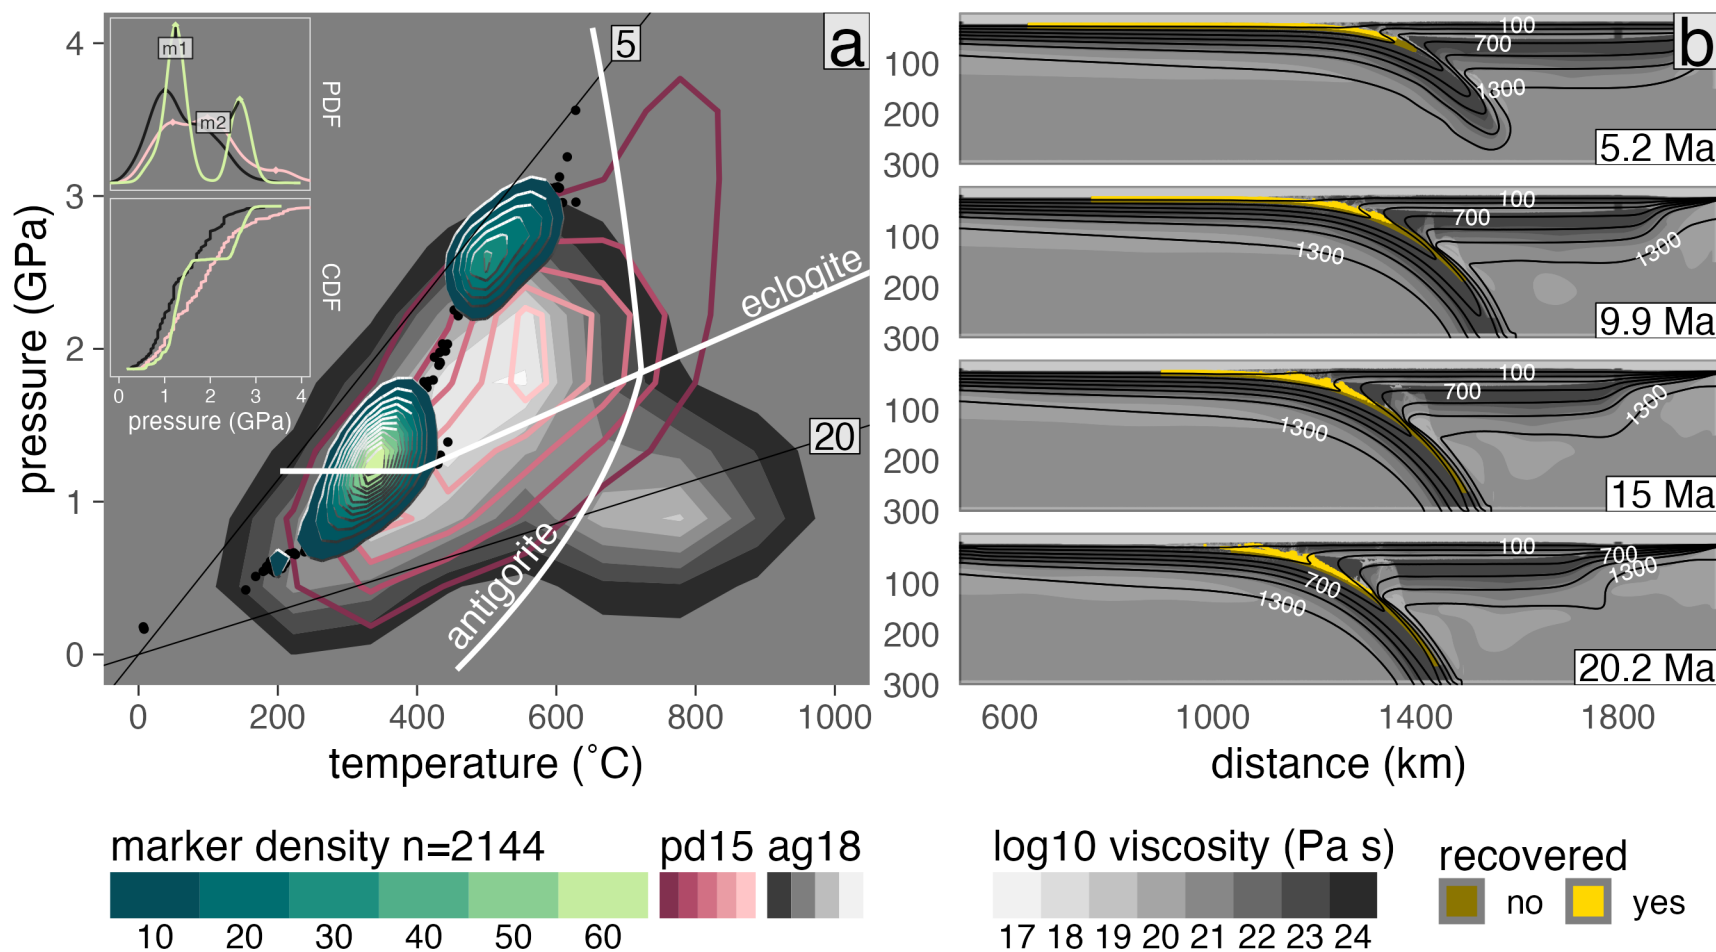 a
4
3
2
1
0
pressure (GPa)
0 200 400 600 800 1000
temperature (˚C)
5
20
eclogite
antigorite
m1
m2
PDF
CDF
0 1 2 3 4
pressure (GPa)
b
100
700
1300
5.2 Ma
100
200
300
100
700
1300
1300
9.9 Ma
100
200
300
100
700
1300
1300
15 Ma
100
200
300
100
700
1300
700
1300
20.2 Ma
100
200
300
600 1000 1400 1800
distance (km)
marker density n=2144
10 20 30 40 50 60
pd15 ag18
log10 viscosity (Pa s)
17 18 19 20 21 22 23 24
recovered
no yes